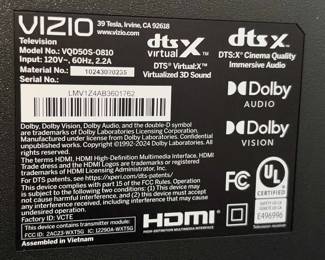 VIZIO
39 Tesla, Irvine, CA 92618
www.vizio.com
Television
Model No.: VQD50S-0810
Input: 120V~, 60Hz, 2.2A
Material No.: 10243070235
Serial No.:
LMV1Z4AB3601762
dts X
virtual:X™
DTS® Virtual:X™
Virtualized 3D Sound
dts X
DTS:X® Cinema Quality
Immersive Audio
Dolby
AUDIO
Dolby
VISION
Dolby, Dolby Vision, Dolby Audio, and the double-D symbol
are trademarks of Dolby Laboratories Licensing Corporation.
Manufactured under license from Dolby Laboratories. Confidential
unpublished works. Copyright ©1992-2024 Dolby Laboratories.
All rights reserved.
The terms HDMI, HDMI High-Definition Multimedia Interface, HDMI
Trade dress and the HDMI Logos are trademarks or registered
trademarks of HDMI Licensing Administrator, Inc.
For DTS patents, see https://xperi.com/dts-patents/
This device complies with part 15 of the FCC Rules. Operation
is subject to the following conditions: (1) this device may not
cause harmful interference, and (2) this device must accept
any interference received, including interference that may
cause undesired operation.
This device contains transmitter module:
FCC ID: 2AC23-WXT5G IC: 12290A-WXT5G
Factory ID: VCTE
Assembled in Vietnam
HDMI™
HIGH-DEFINITION MULTIMEDIA INTERFACE
FC
UL
CERTIFIED
E496996